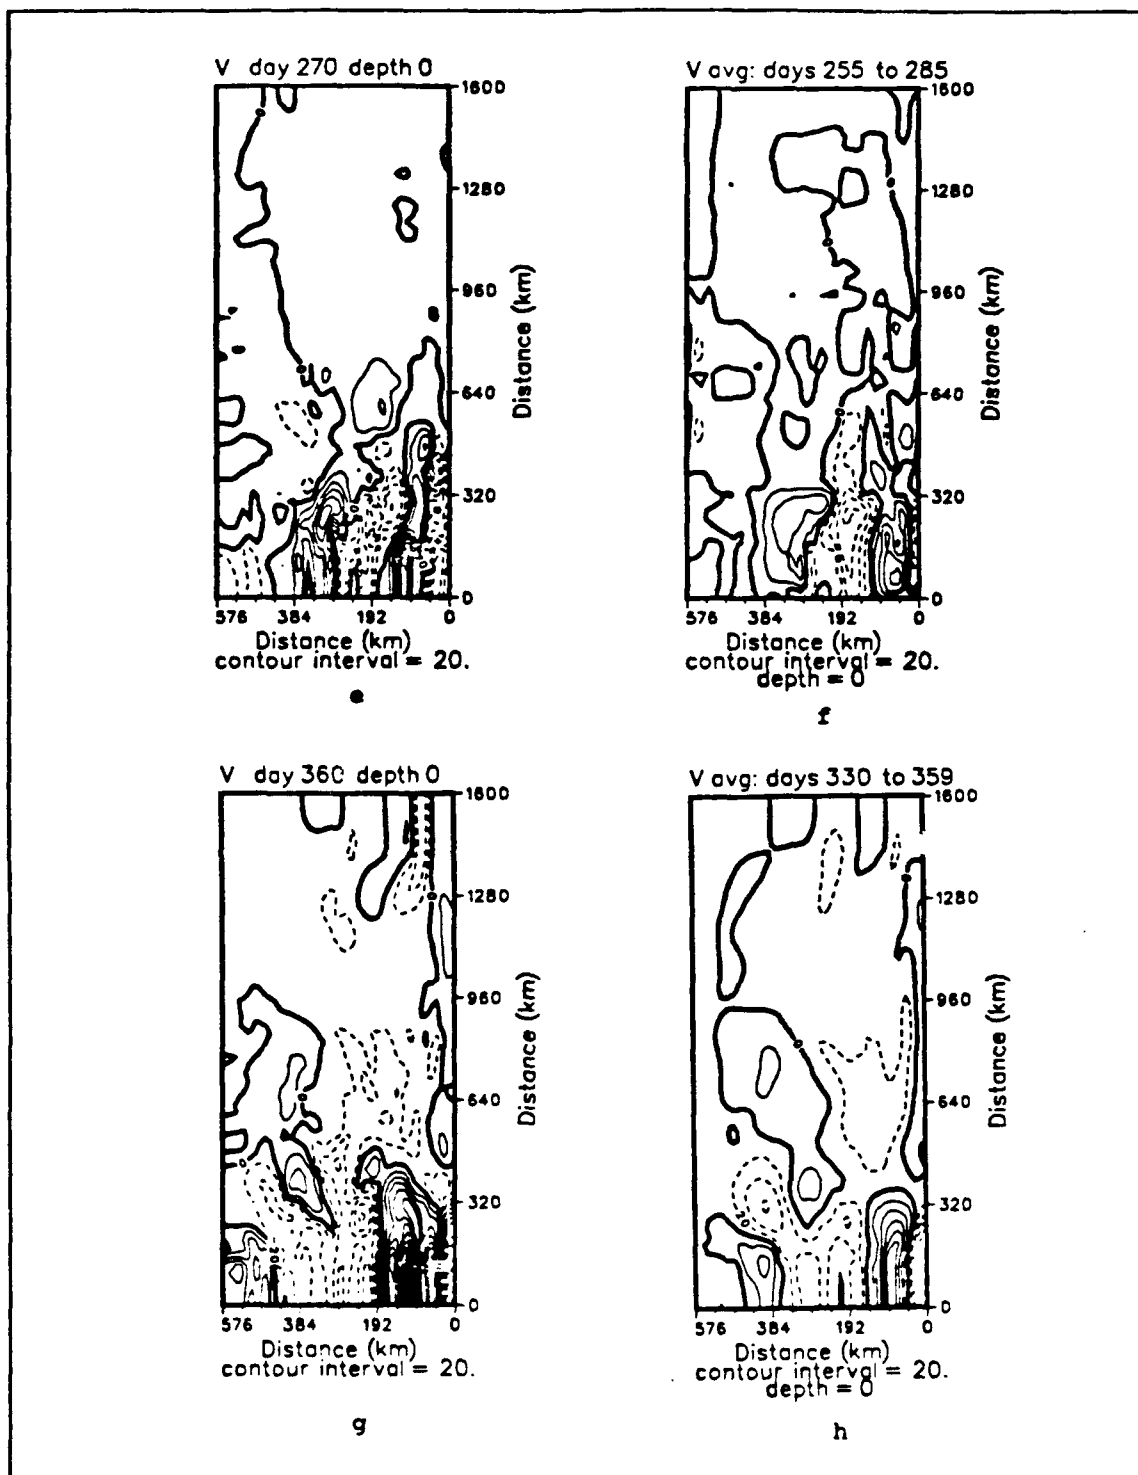 V day 270 depth 0
1600
1280
960
640
320
0
Distance (km)
576 384 192 0
Distance (km)
contour interval = 20.
e
V avg: days 255 to 285
1600
1280
960
640
320
0
Distance (km)
576 384 192 0
Distance (km)
contour interval = 20.
depth = 0
f
V day 360 depth 0
1600
1280
960
640
320
0
Distance (km)
576 384 192 0
Distance (km)
contour interval = 20.
g
V avg: days 330 to 359
1600
1280
960
640
320
0
Distance (km)
576 384 192 0
Distance (km)
contour interval = 20.
depth = 0
h